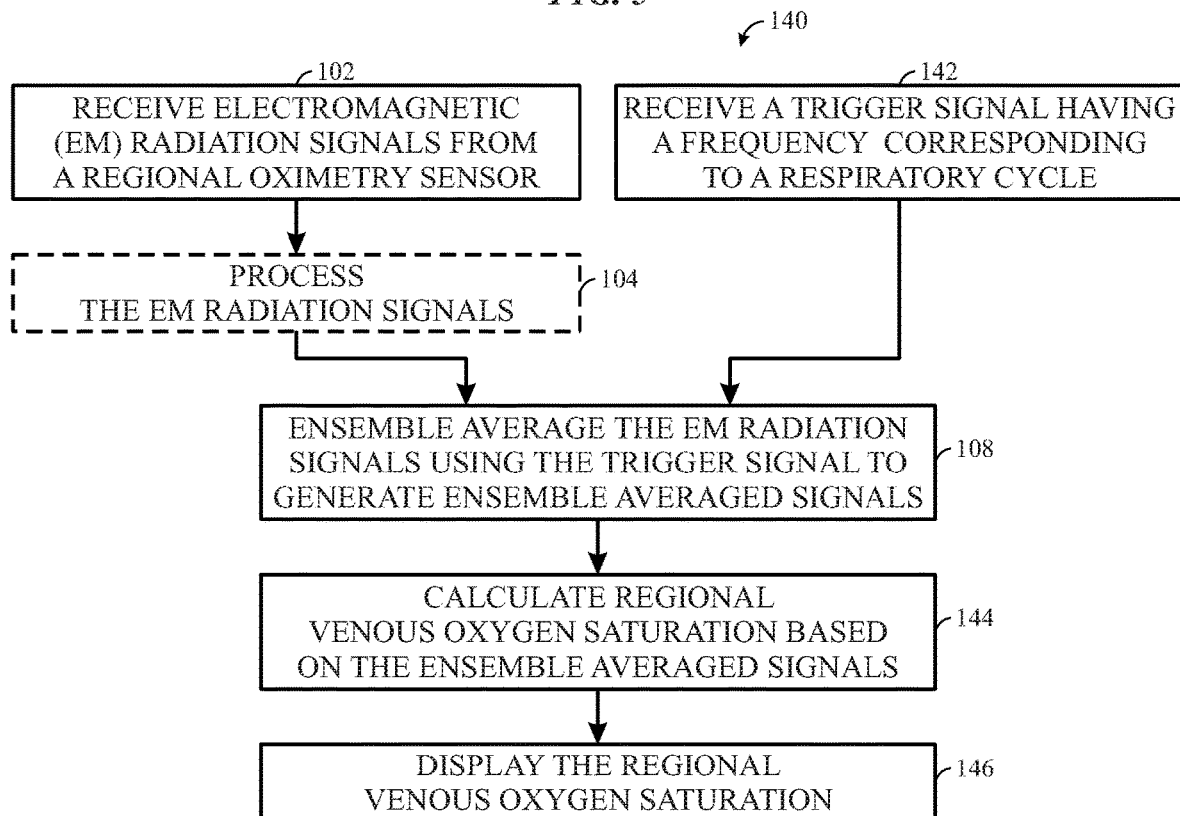 140
102
RECEIVE ELECTROMAGNETIC
(EM) RADIATION SIGNALS FROM
A REGIONAL OXIMETRY SENSOR
142
RECEIVE A TRIGGER SIGNAL HAVING
A FREQUENCY CORRESPONDING
TO A RESPIRATORY CYCLE
PROCESS
THE EM RADIATION SIGNALS
104
ENSEMBLE AVERAGE THE EM RADIATION
SIGNALS USING THE TRIGGER SIGNAL TO
GENERATE ENSEMBLE AVERAGED SIGNALS
108
CALCULATE REGIONAL
VENOUS OXYGEN SATURATION BASED
ON THE ENSEMBLE AVERAGED SIGNALS
144
DISPLAY THE REGIONAL
VENOUS OXYGEN SATURATION
146